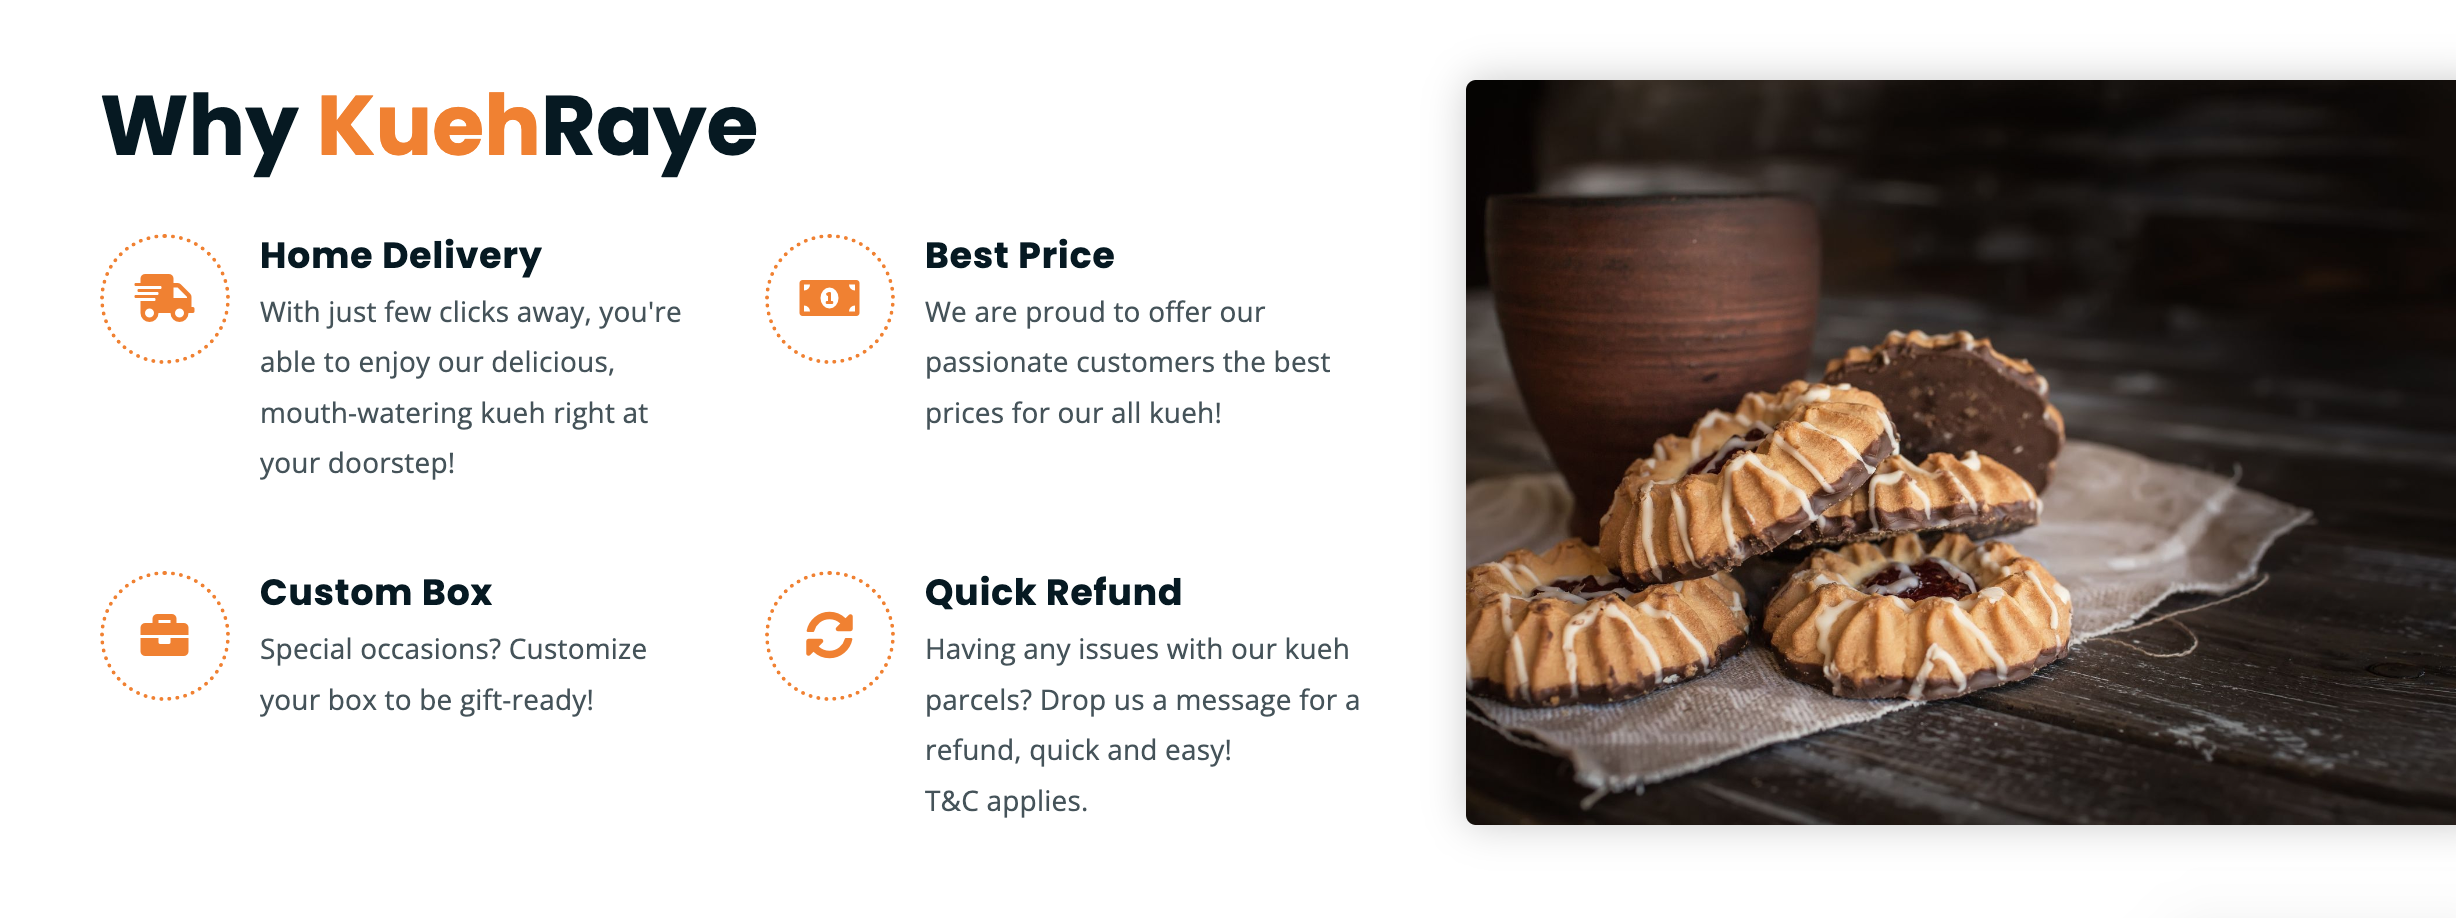 Why KuehRaye
Home Delivery
With just few clicks away, you're
able to enjoy our delicious,
mouth-watering kueh right at
your doorstep!
Best Price
We are proud to offer our
passionate customers the best
prices for our all kueh!
Custom Box
Special occasions? Customize
your box to be gift-ready!
Quick Refund
Having any issues with our kueh
parcels? Drop us a message for a
refund, quick and easy!
T&C applies.